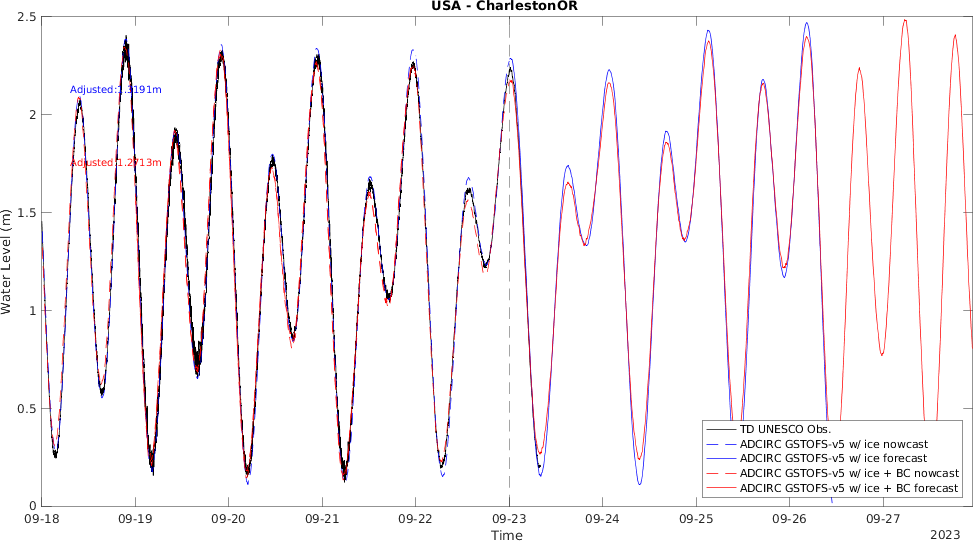 USA - CharlestonOR
2.5
2
1.5
1
0.5
0
Water Level (m)
Adjusted:1.3191m
Adjusted:1.2713m
TD UNESCO Obs.
ADCIRC GSTOFS-v5 w/ ice nowcast
ADCIRC GSTOFS-v5 w/ ice forecast
ADCIRC GSTOFS-v5 w/ ice + BC nowcast
ADCIRC GSTOFS-v5 w/ ice + BC forecast
09-18 09-19 09-20 09-21 09-22 09-23 09-24 09-25 09-26 09-27
Time
2023